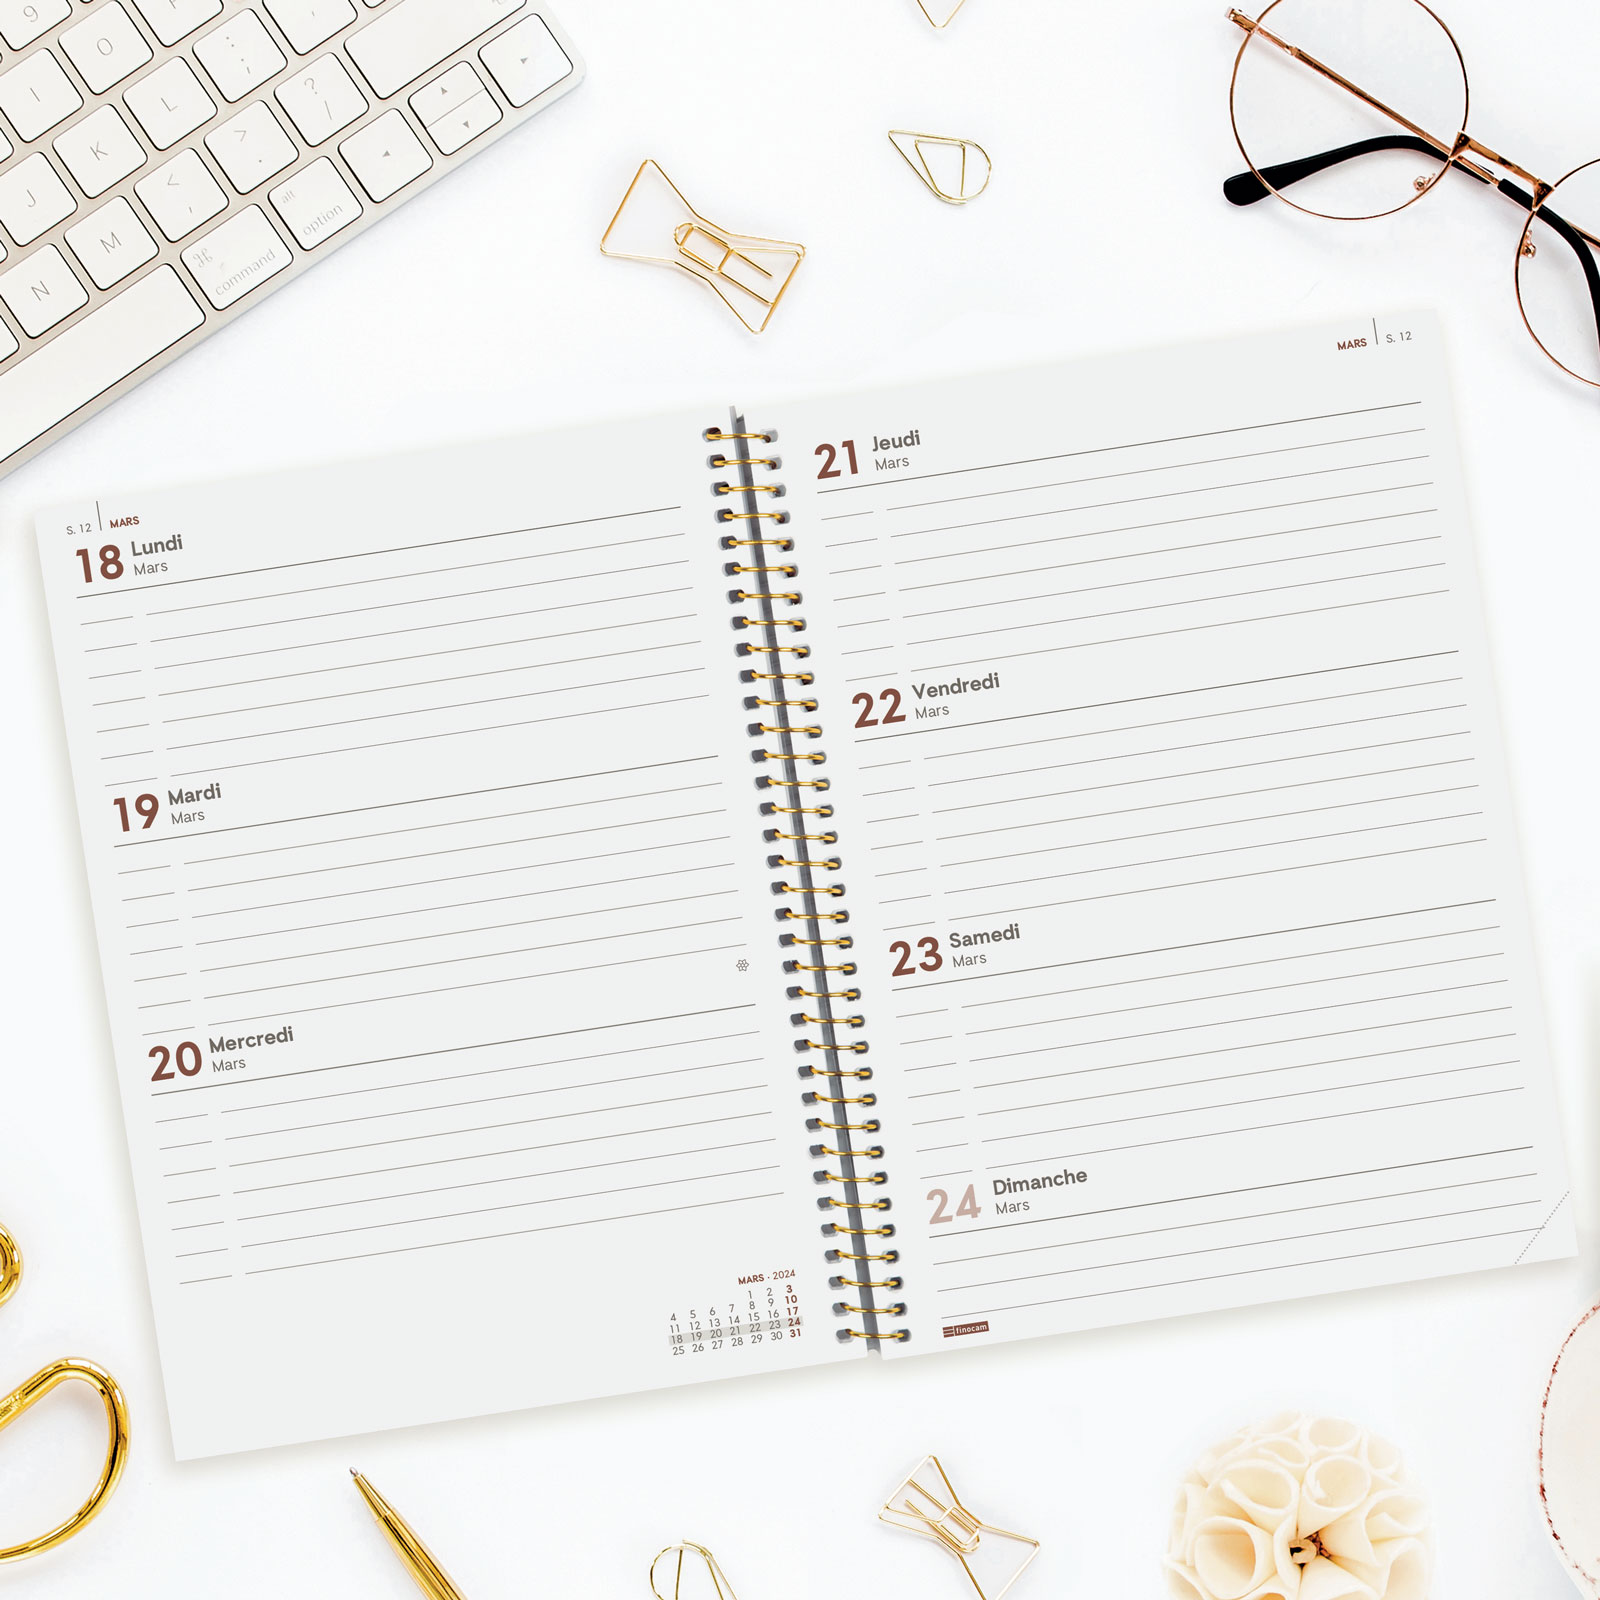 9
O
I
L
:
;
?
/
K
>
.
J
<
,
alt
option
M
⌘
command
N
S. 12 | MARS
18 Lundi
Mars
19 Mardi
Mars
20 Mercredi
Mars
MARS · 2024
1 2 3
4 5 6 7 8 9 10
11 12 13 14 15 16 17
18 19 20 21 22 23 24
25 26 27 28 29 30 31
MARS | S. 12
21 Jeudi
Mars
22 Vendredi
Mars
23 Samedi
Mars
24 Dimanche
Mars
finocam